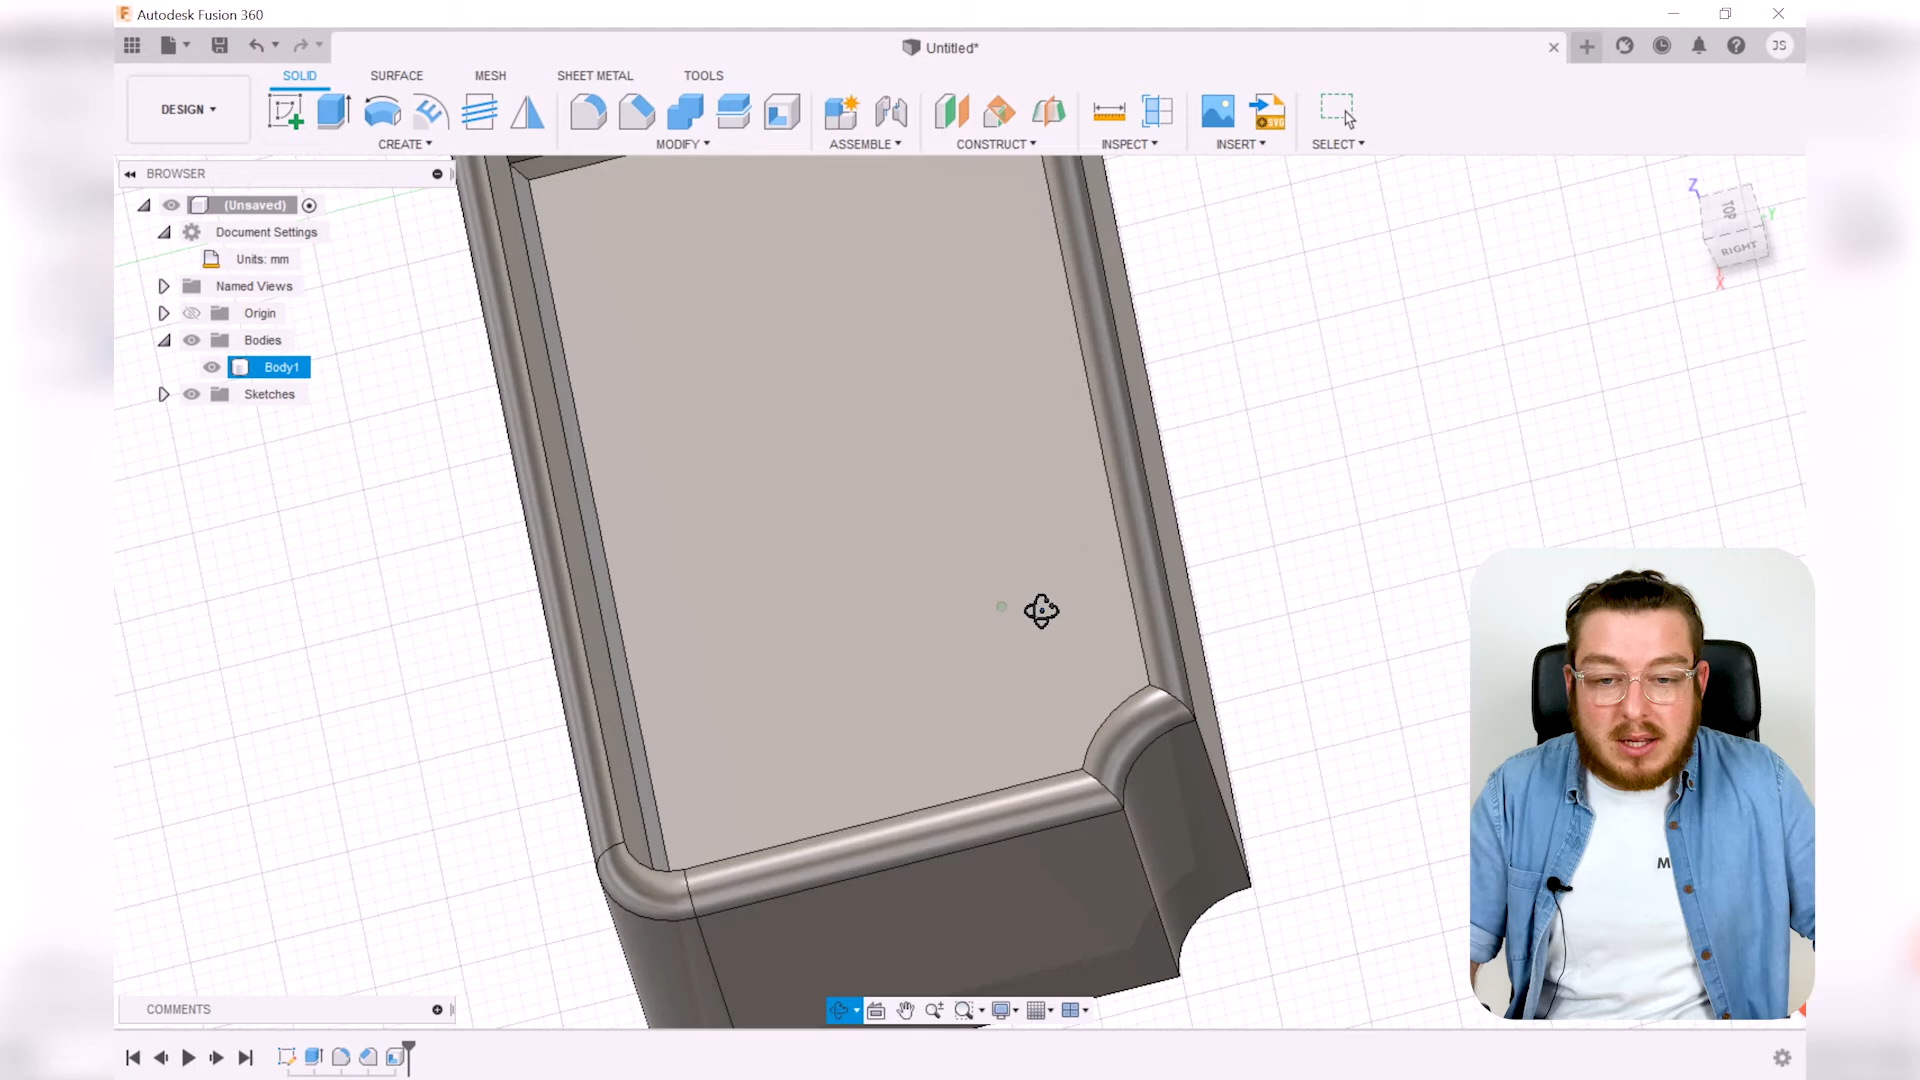 Autodesk Fusion 360
Untitled*
JS
DESIGN
SOLID
SURFACE
MESH
SHEET METAL
TOOLS
CREATE
MODIFY
ASSEMBLE
CONSTRUCT
INSPECT
INSERT
SELECT
SVG
BROWSER
(Unsaved)
Document Settings
Units: mm
Named Views
Origin
Bodies
Body1
Sketches
Z
TOP
Y
RIGHT
X
M
COMMENTS